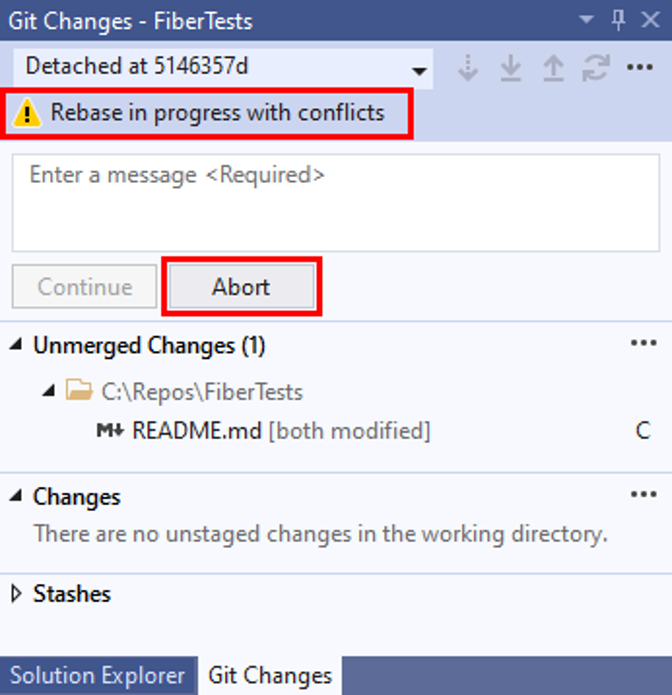 Git Changes - FiberTests
Detached at 5146357d
Rebase in progress with conflicts
Enter a message <Required>
Continue Abort
Unmerged Changes (1)
C:\Repos\FiberTests
M↓ README.md [both modified] C
Changes
There are no unstaged changes in the working directory.
Stashes
Solution Explorer Git Changes